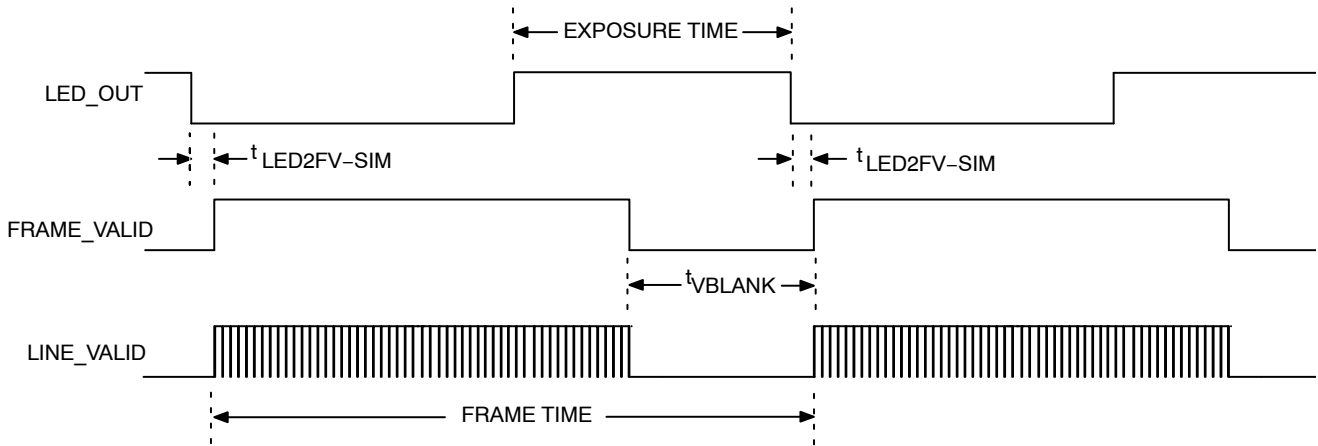 EXPOSURE TIME
LED_OUT
tLED2FV–SIM
tLED2FV–SIM
FRAME_VALID
tVBLANK
LINE_VALID
FRAME TIME